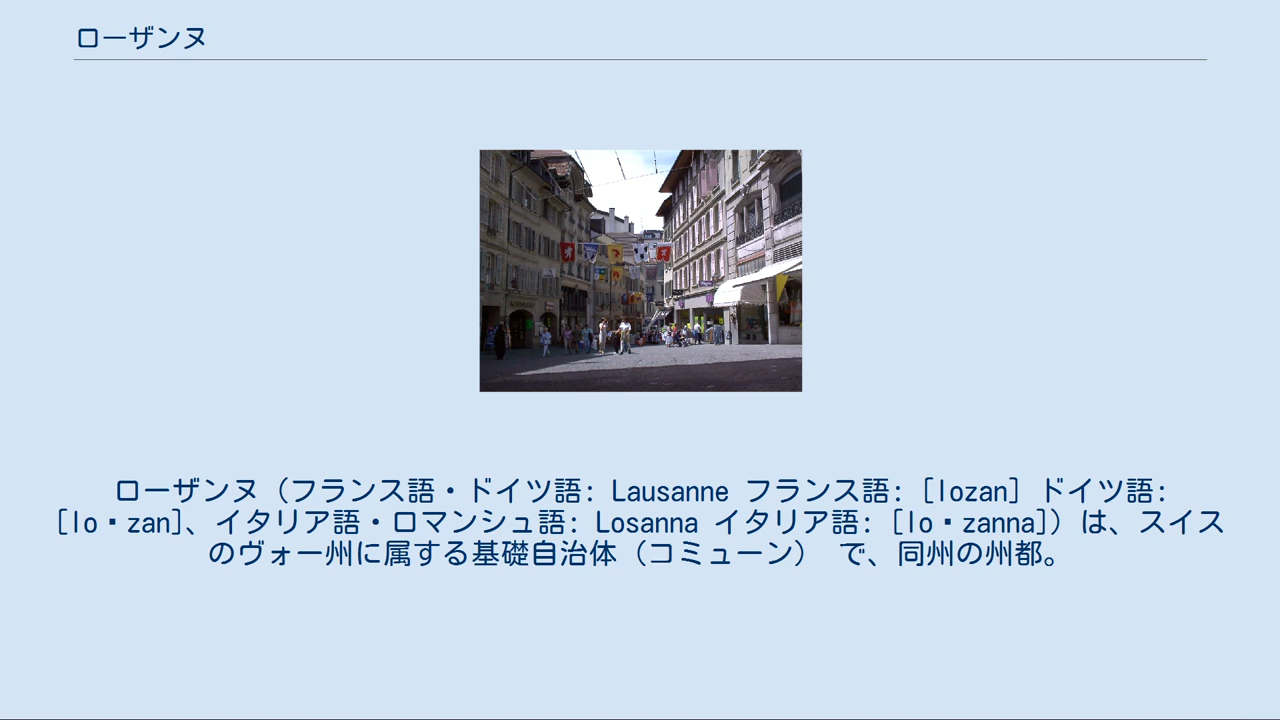 ローザンヌ
ローザンヌ（フランス語・ドイツ語: Lausanne フランス語: [lozan] ドイツ語:
[lo▪zan]、イタリア語・ロマンシュ語: Losanna イタリア語: [lo▪zanna]）は、スイス
のヴォー州に属する基礎自治体（コミューン） で、同州の州都。